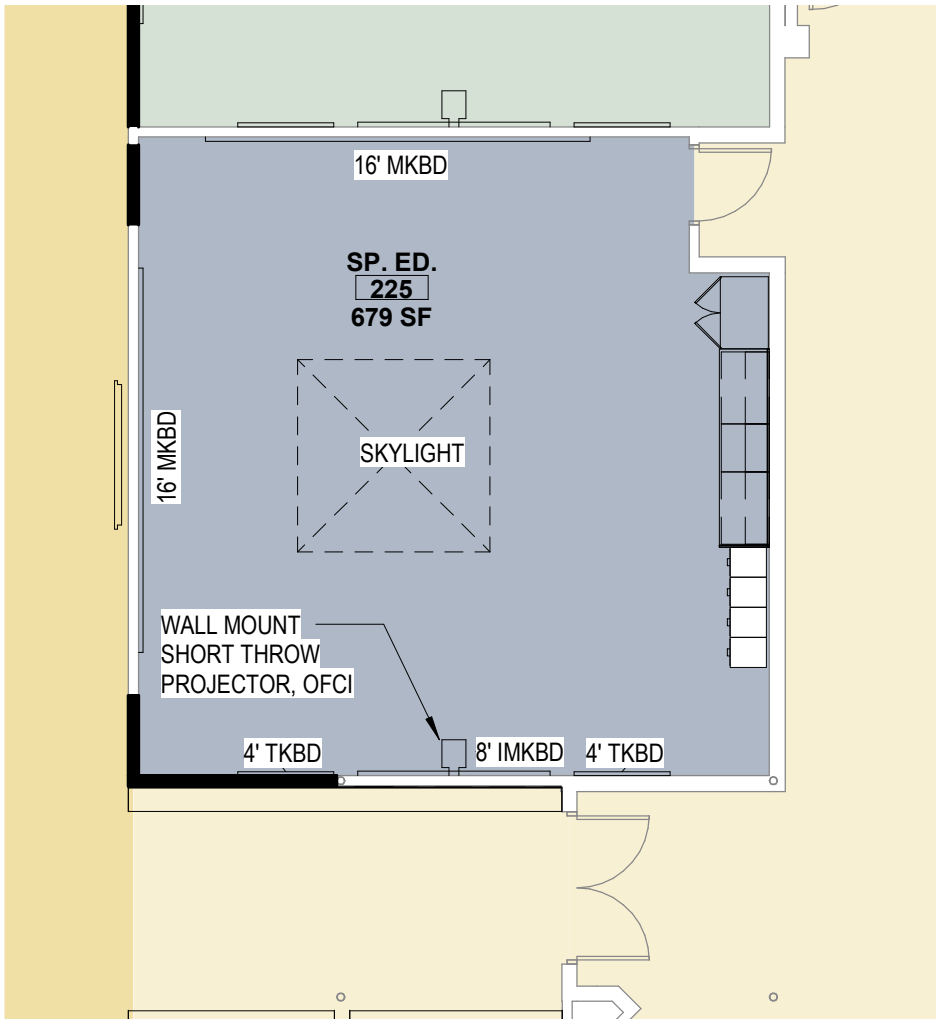 16' MKBD
SP. ED.
225
679 SF
SKYLIGHT
16' MKBD
WALL MOUNT
SHORT THROW
PROJECTOR, OFCI
4' TKBD
8' IMKBD
4' TKBD